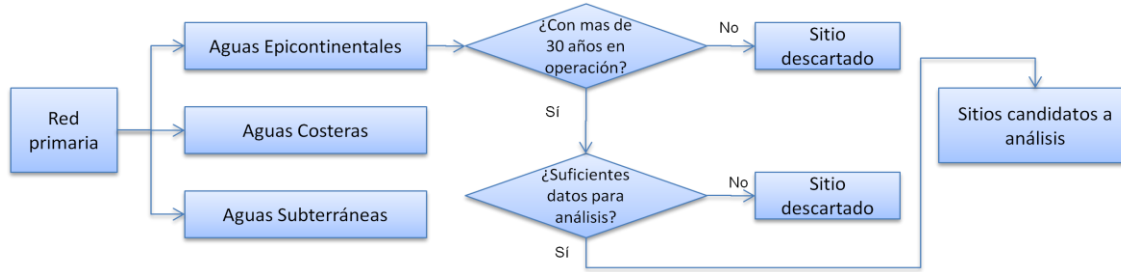 Red
primaria
Aguas Epicontinentales
Aguas Costeras
Aguas Subterráneas
¿Con mas de
30 años en
operación?
No
Sitio
descartado
Sí
¿Suficientes
datos para
análisis?
No
Sitio
descartado
Sí
Sitios candidatos a
análisis